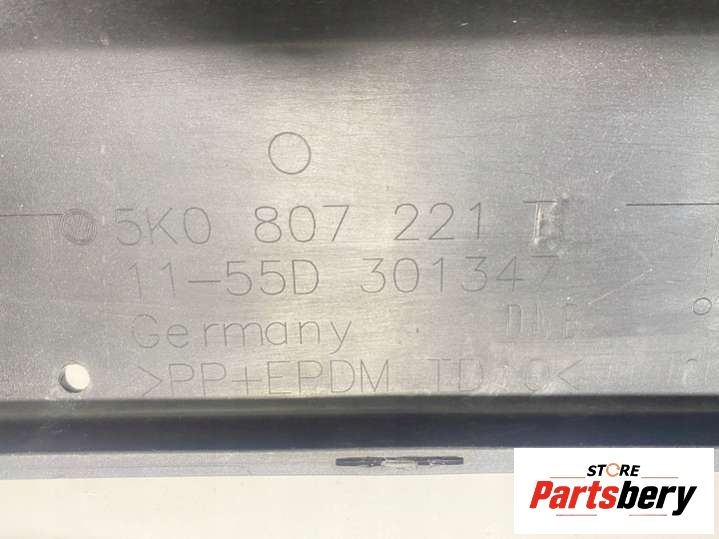 5K0 807 221
11-55D 301347
Germany
>PP+EPDM
STORE
Partsbery